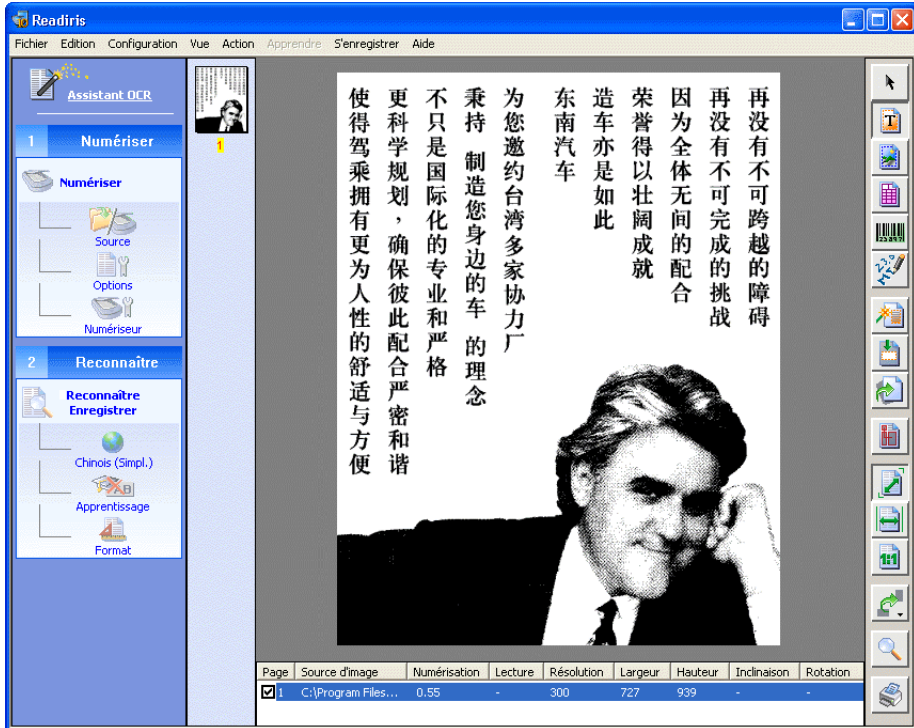 Readiris
Fichier Edition Configuration Vue Action Apprendre S'enregistrer Aide
Assistant OCR
1 Numériser
Numériser
Source
Options
Numériseur
2 Reconnaître
Reconnaître
Enregistrer
Chinois (Simpl.)
Apprentissage
Format
1
再没有不可跨越的障碍
再没有不可完成的挑战
因为全体无间的配合
荣誉得以壮阔成就
造车亦是如此
东南汽车
为您邀约台湾多家协力厂
秉持 制造您身边的车 的理念
不只是国际化的专业和严格
更科学规划，确保彼此配合严密和谐
使得驾乘拥有更为人性的舒适与方便
1:1
Page Source d'image Numérisation Lecture Résolution Largeur Hauteur Inclinaison Rotation
1 C:\Program Files... 0.55 - 300 727 939 - -